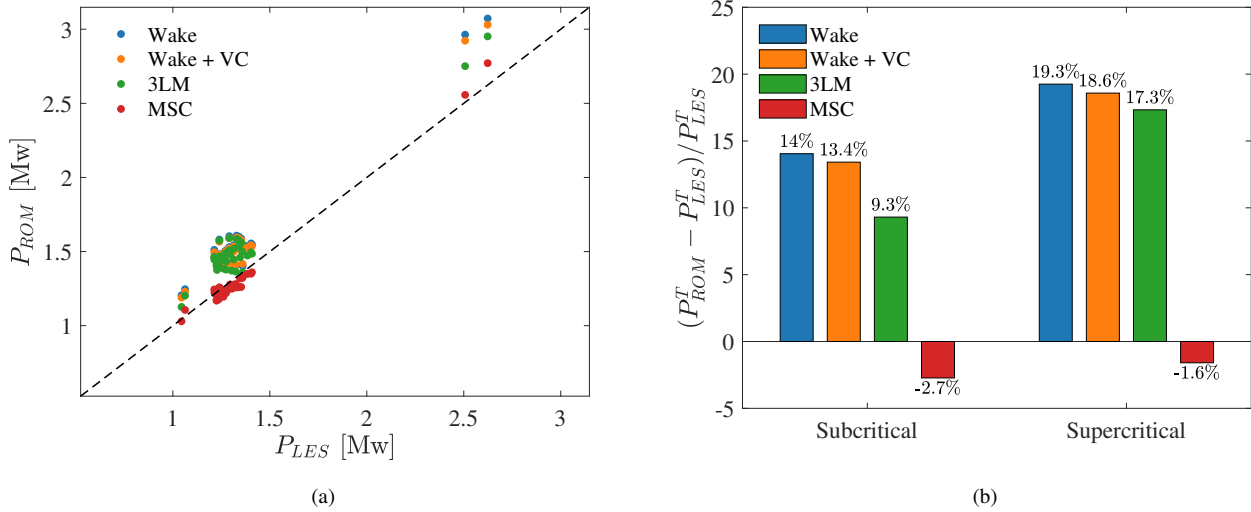 3
2.5
2
1.5
1
P_ROM [Mw]
Wake
Wake + VC
3LM
MSC
1
1.5
2
2.5
3
P_LES [Mw]
(a)
25
20
15
10
5
0
-5
(P^T_ROM − P^T_LES)/P^T_LES
Wake
Wake + VC
3LM
MSC
14%
13.4%
9.3%
-2.7%
19.3%
18.6%
17.3%
-1.6%
Subcritical
Supercritical
(b)